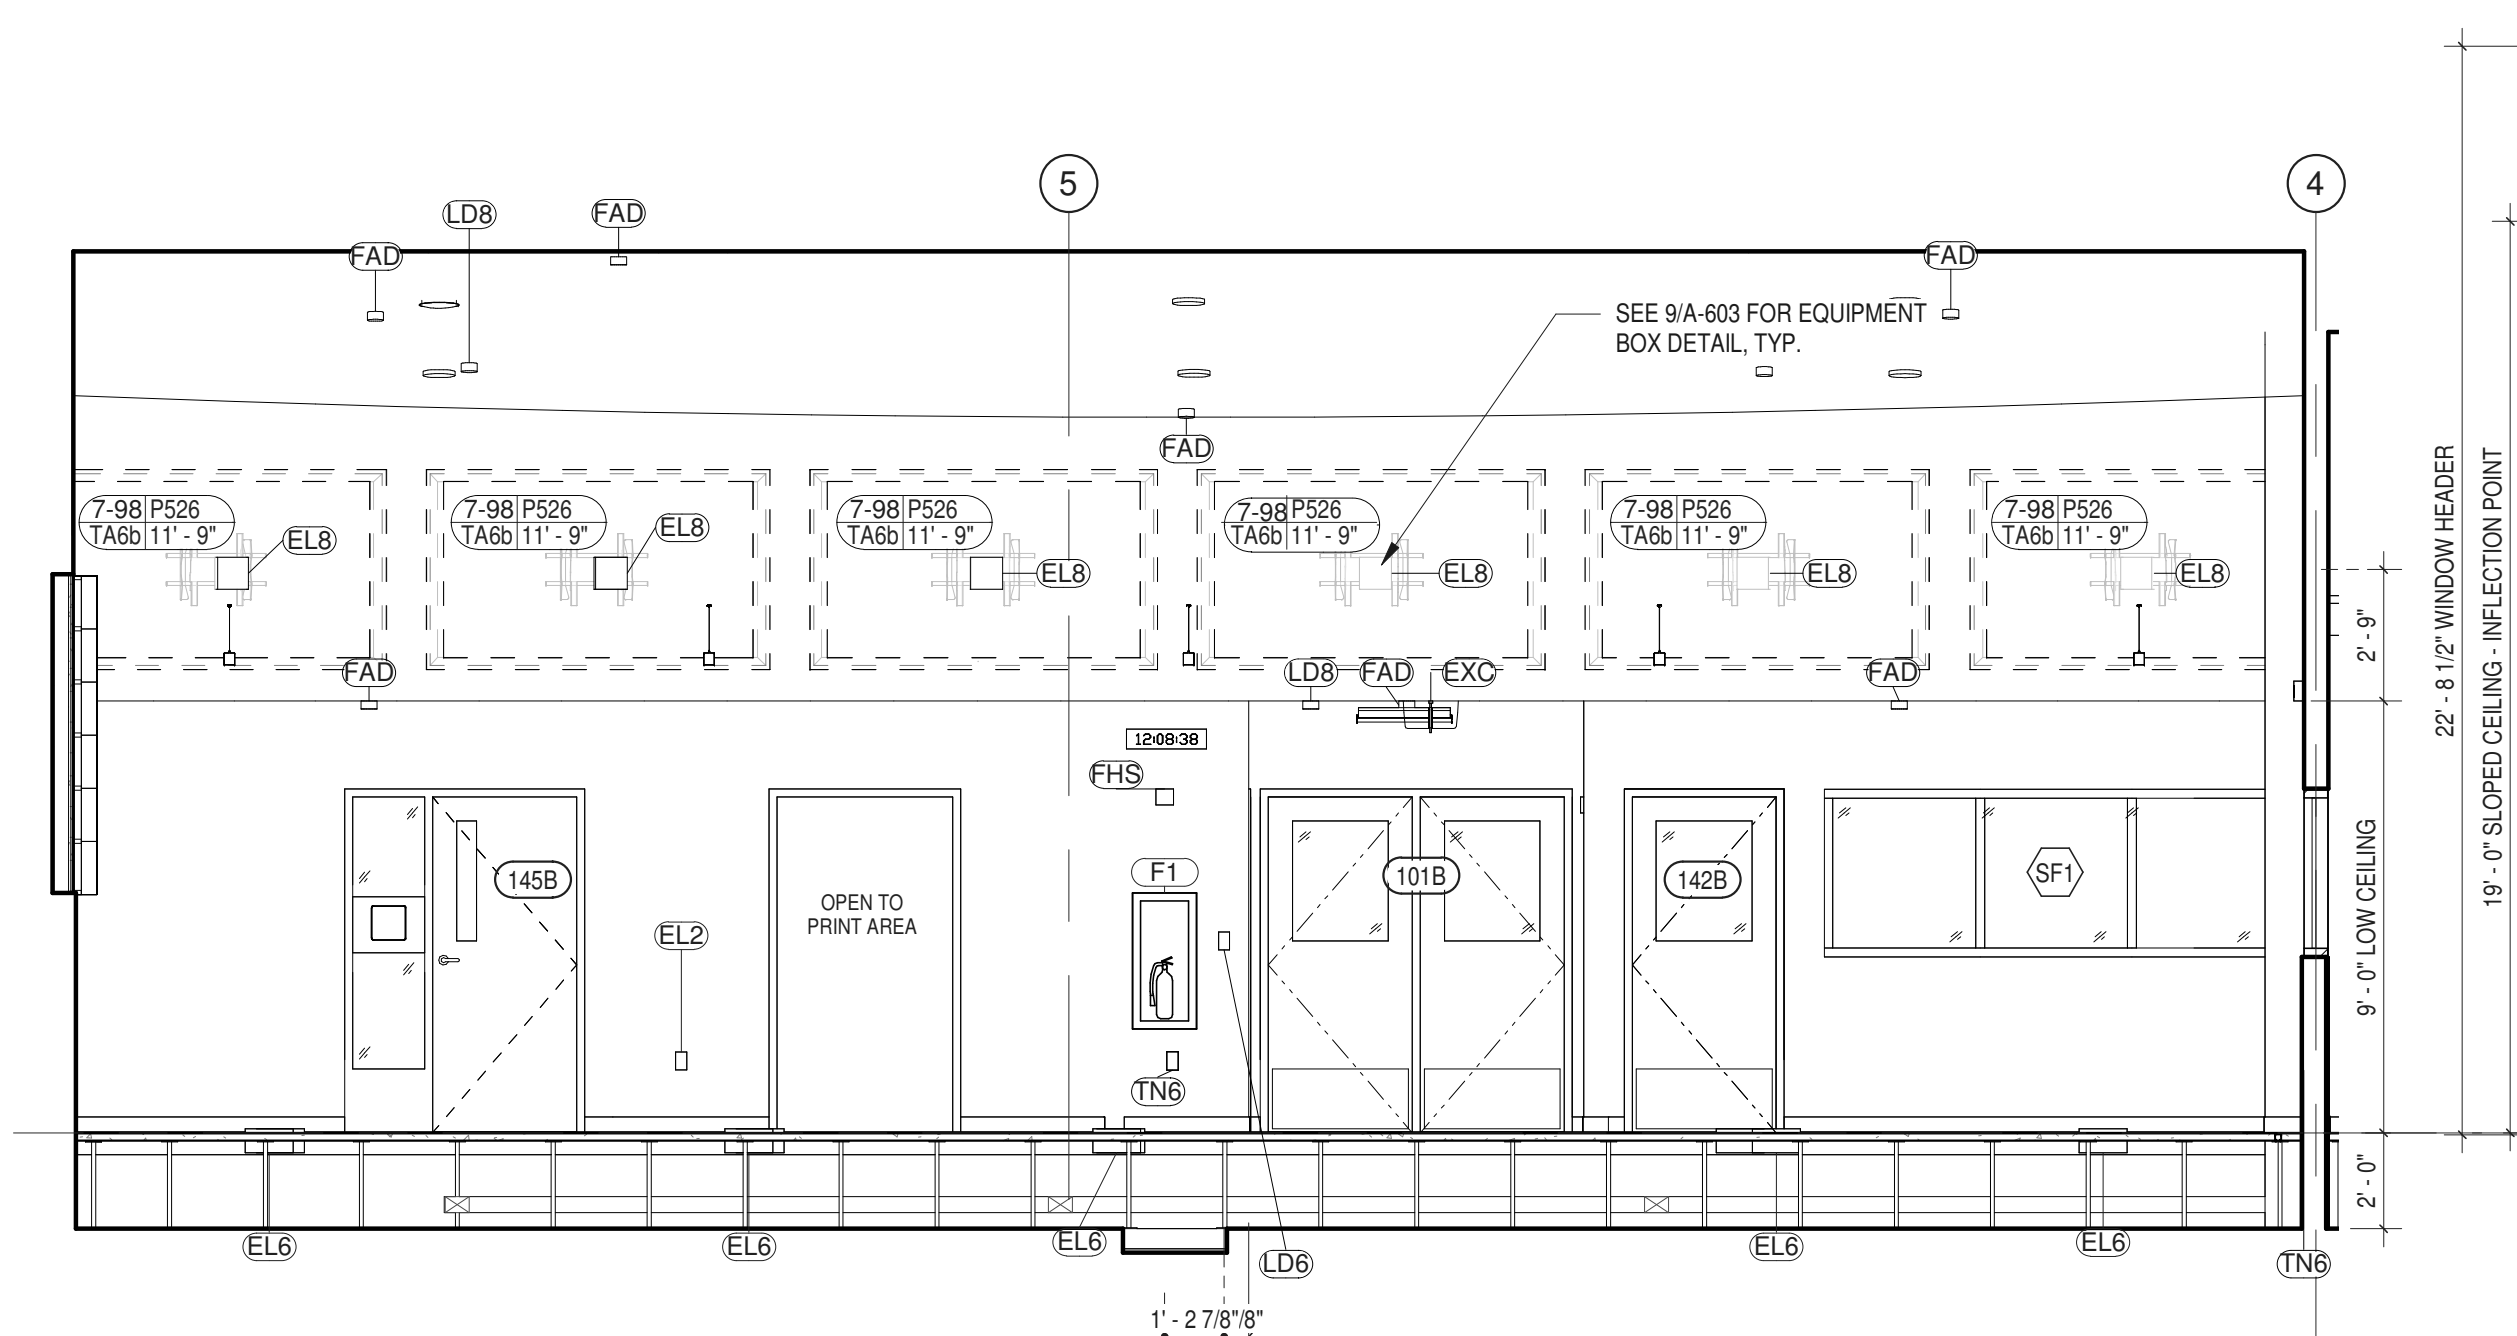 5
4
LD8
FAD
FAD
FAD
SEE 9/A-603 FOR EQUIPMENT
BOX DETAIL, TYP.
FAD
7-98 P526
TA6b 11' - 9"
EL8
7-98 P526
TA6b 11' - 9"
EL8
7-98 P526
TA6b 11' - 9"
EL8
7-98 P526
TA6b 11' - 9"
EL8
7-98 P526
TA6b 11' - 9"
EL8
7-98 P526
TA6b 11' - 9"
EL8
FAD
LD8
FAD
EXC
FAD
12:08:38
FHS
F1
145B
OPEN TO
PRINT AREA
101B
142B
SF1
EL2
TN6
EL6
EL6
EL6
LD6
EL6
EL6
TN6
1' - 2 7/8"/8"
2' - 9"
9' - 0" LOW CEILING
2' - 0"
22' - 8 1/2" WINDOW HEADER
19' - 0" SLOPED CEILING - INFLECTION POINT